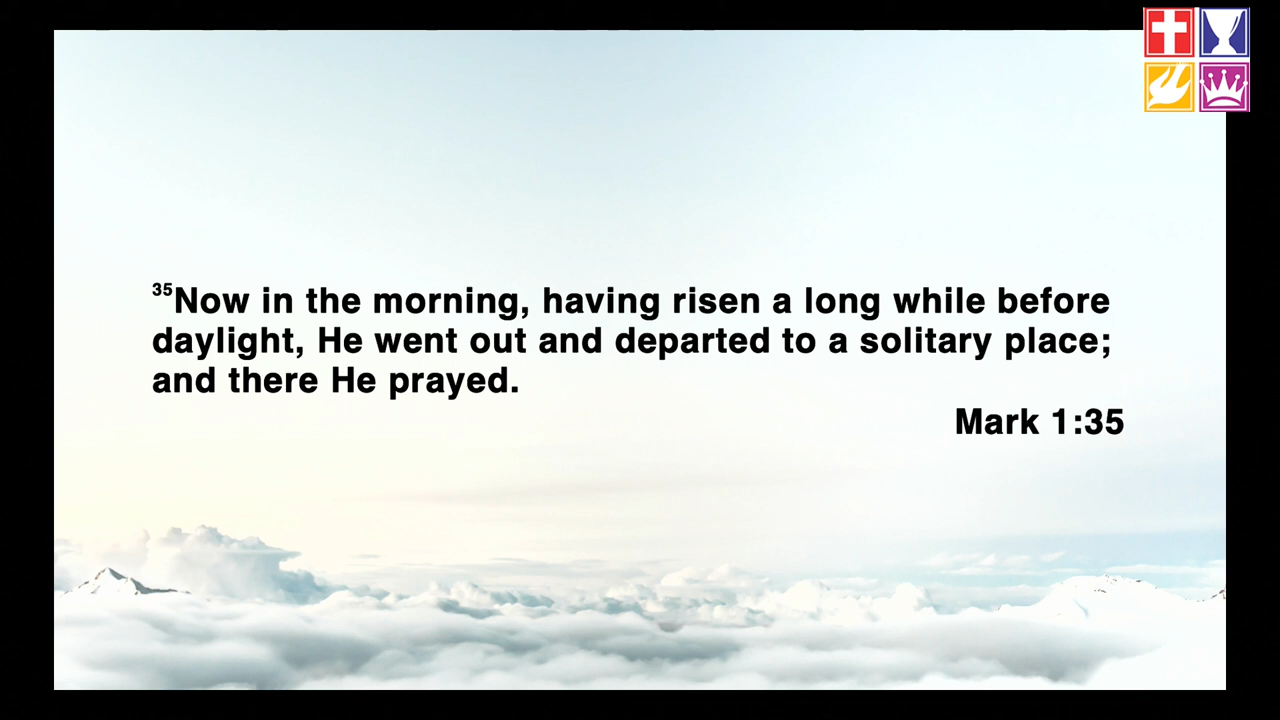 35Now in the morning, having risen a long while before
daylight, He went out and departed to a solitary place;
and there He prayed.
Mark 1:35